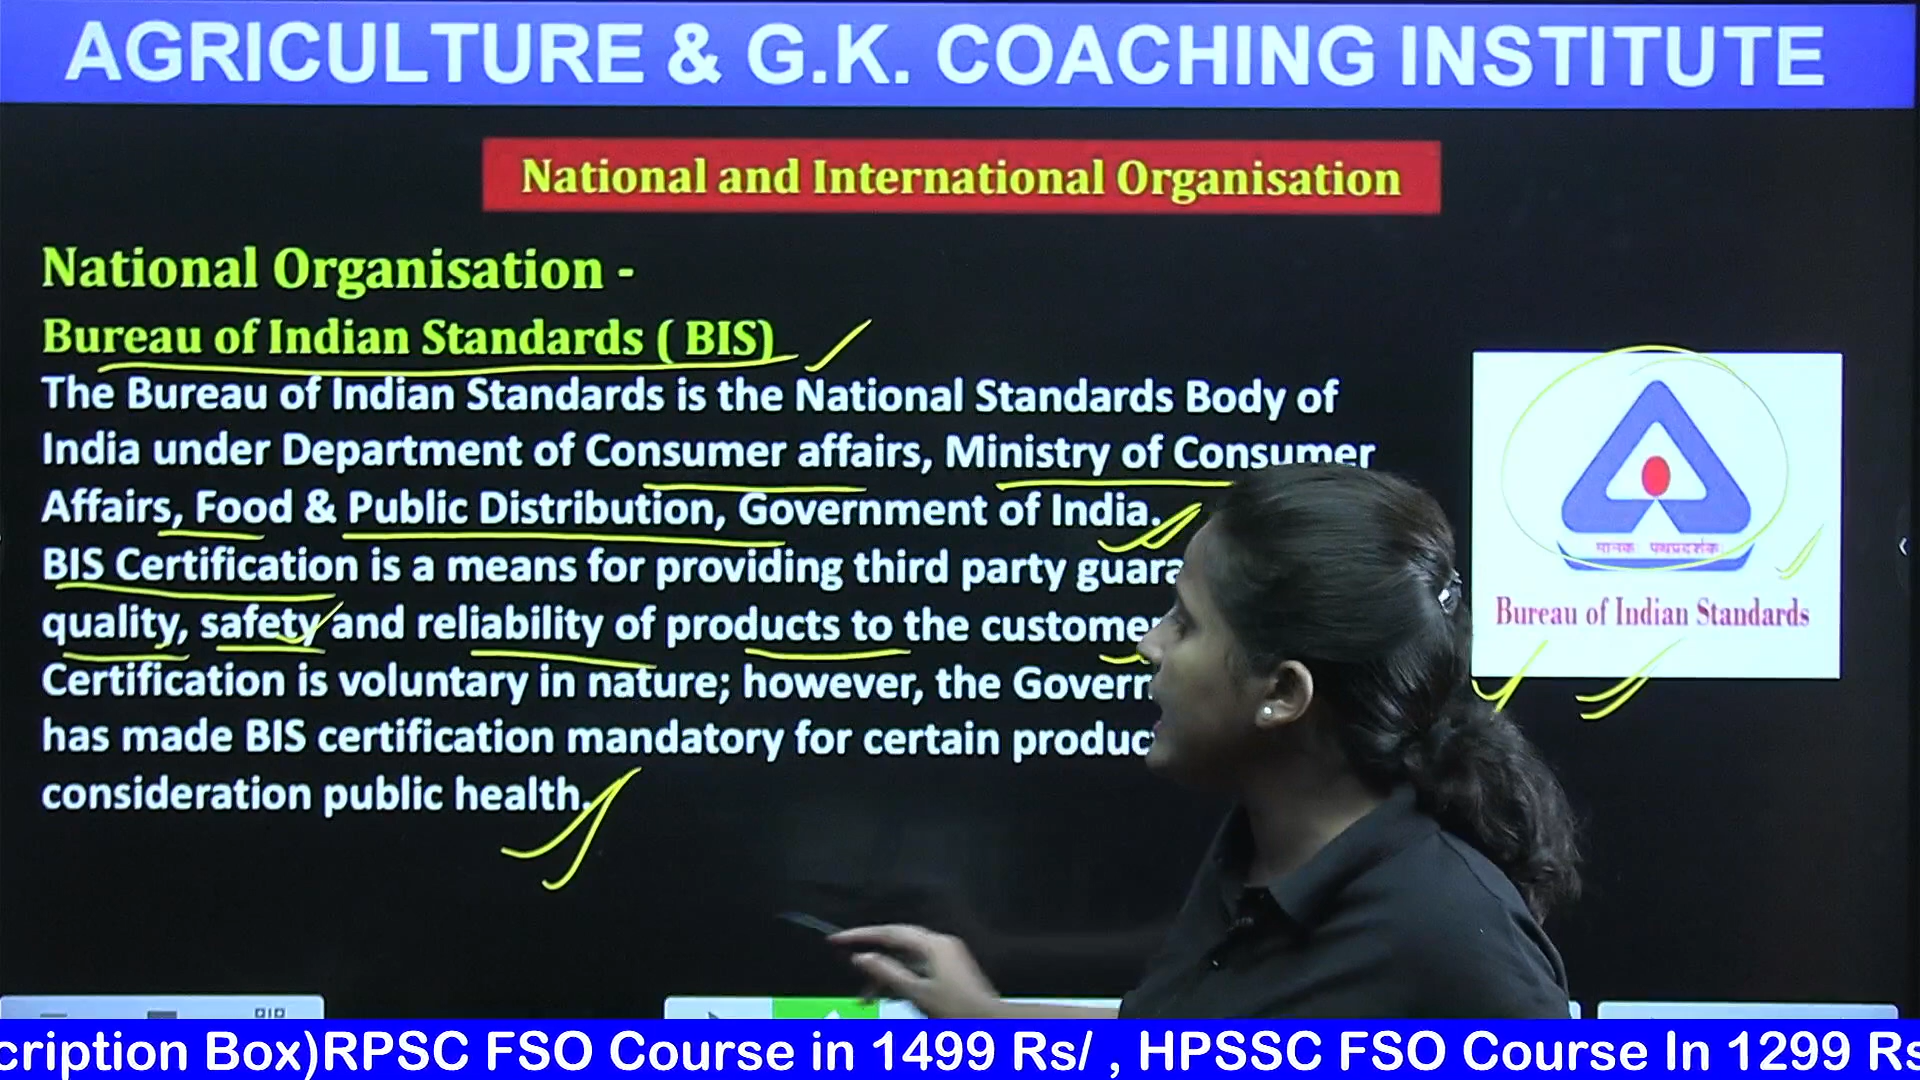 AGRICULTURE & G.K. COACHING INSTITUTE
National and International Organisation
National Organisation -
Bureau of Indian Standards ( BIS)
The Bureau of Indian Standards is the National Standards Body of
India under Department of Consumer affairs, Ministry of Consumer
Affairs, Food & Public Distribution, Government of India.
BIS Certification is a means for providing third party
quality, safety and reliability of products to the
Certification is voluntary in nature; however, the
has made BIS certification mandatory for certain
consideration public health.
मानक पथप्रदर्शक
Bureau of Indian Standards
Box)RPSC FSO Course in 1499 Rs/ , HPSSC FSO Course In 1299 Rs